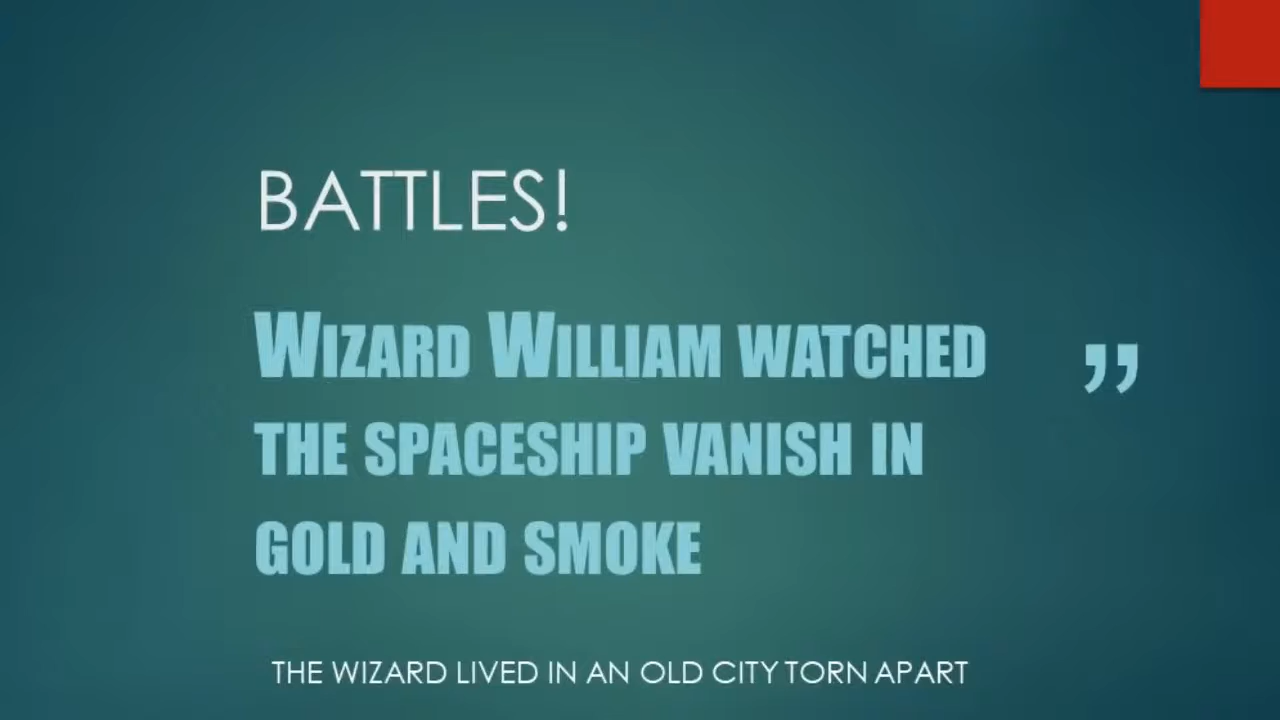 BATTLES!
WIZARD WILLIAM WATCHED
THE SPACESHIP VANISH IN
GOLD AND SMOKE
”
THE WIZARD LIVED IN AN OLD CITY TORN APART